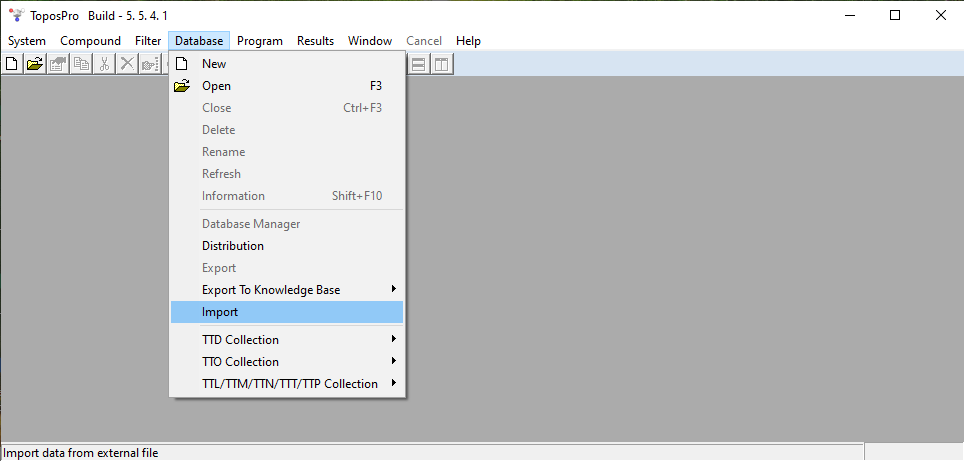 ToposPro Build - 5. 5. 4. 1
System Compound Filter Database Program Results Window Cancel Help
New
Open F3
Close Ctrl+F3
Delete
Rename
Refresh
Information Shift+F10
Database Manager
Distribution
Export
Export To Knowledge Base
Import
TTD Collection
TTO Collection
TTL/TTM/TTN/TTT/TTP Collection
Import data from external file